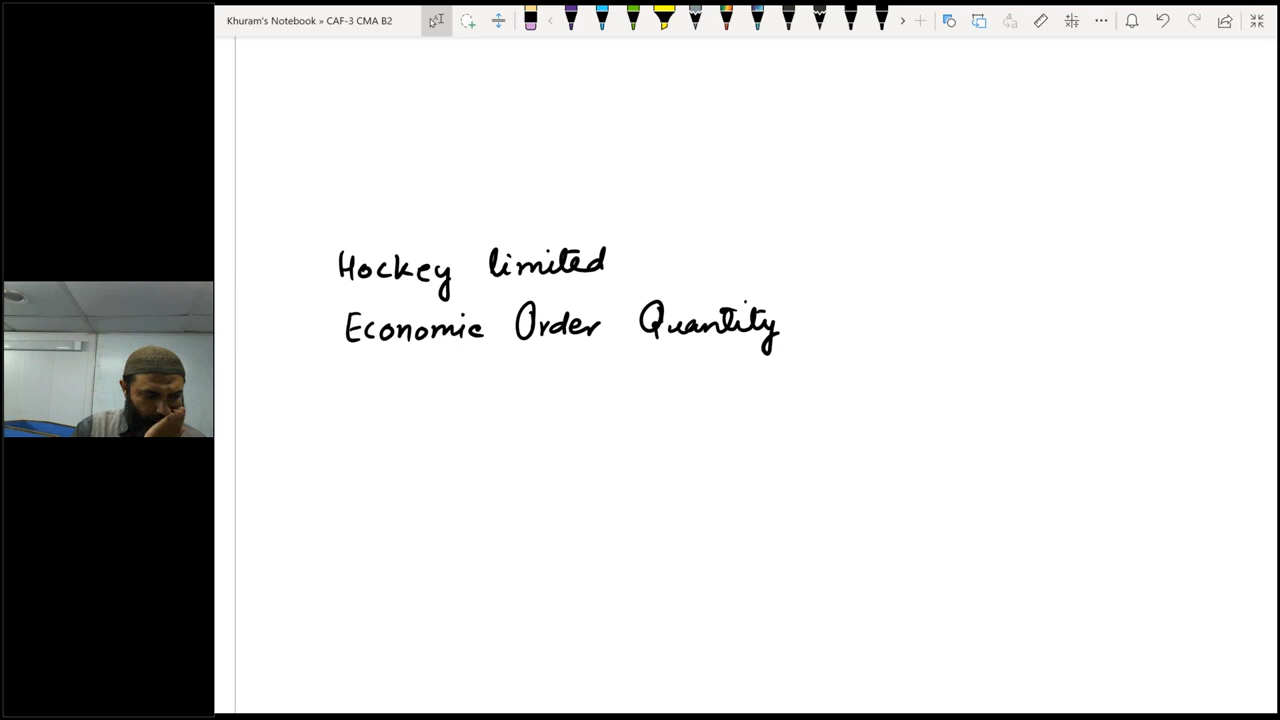 Khuram's Notebook » CAF-3 CMA B2
Hockey limited
Economic Order Quantity